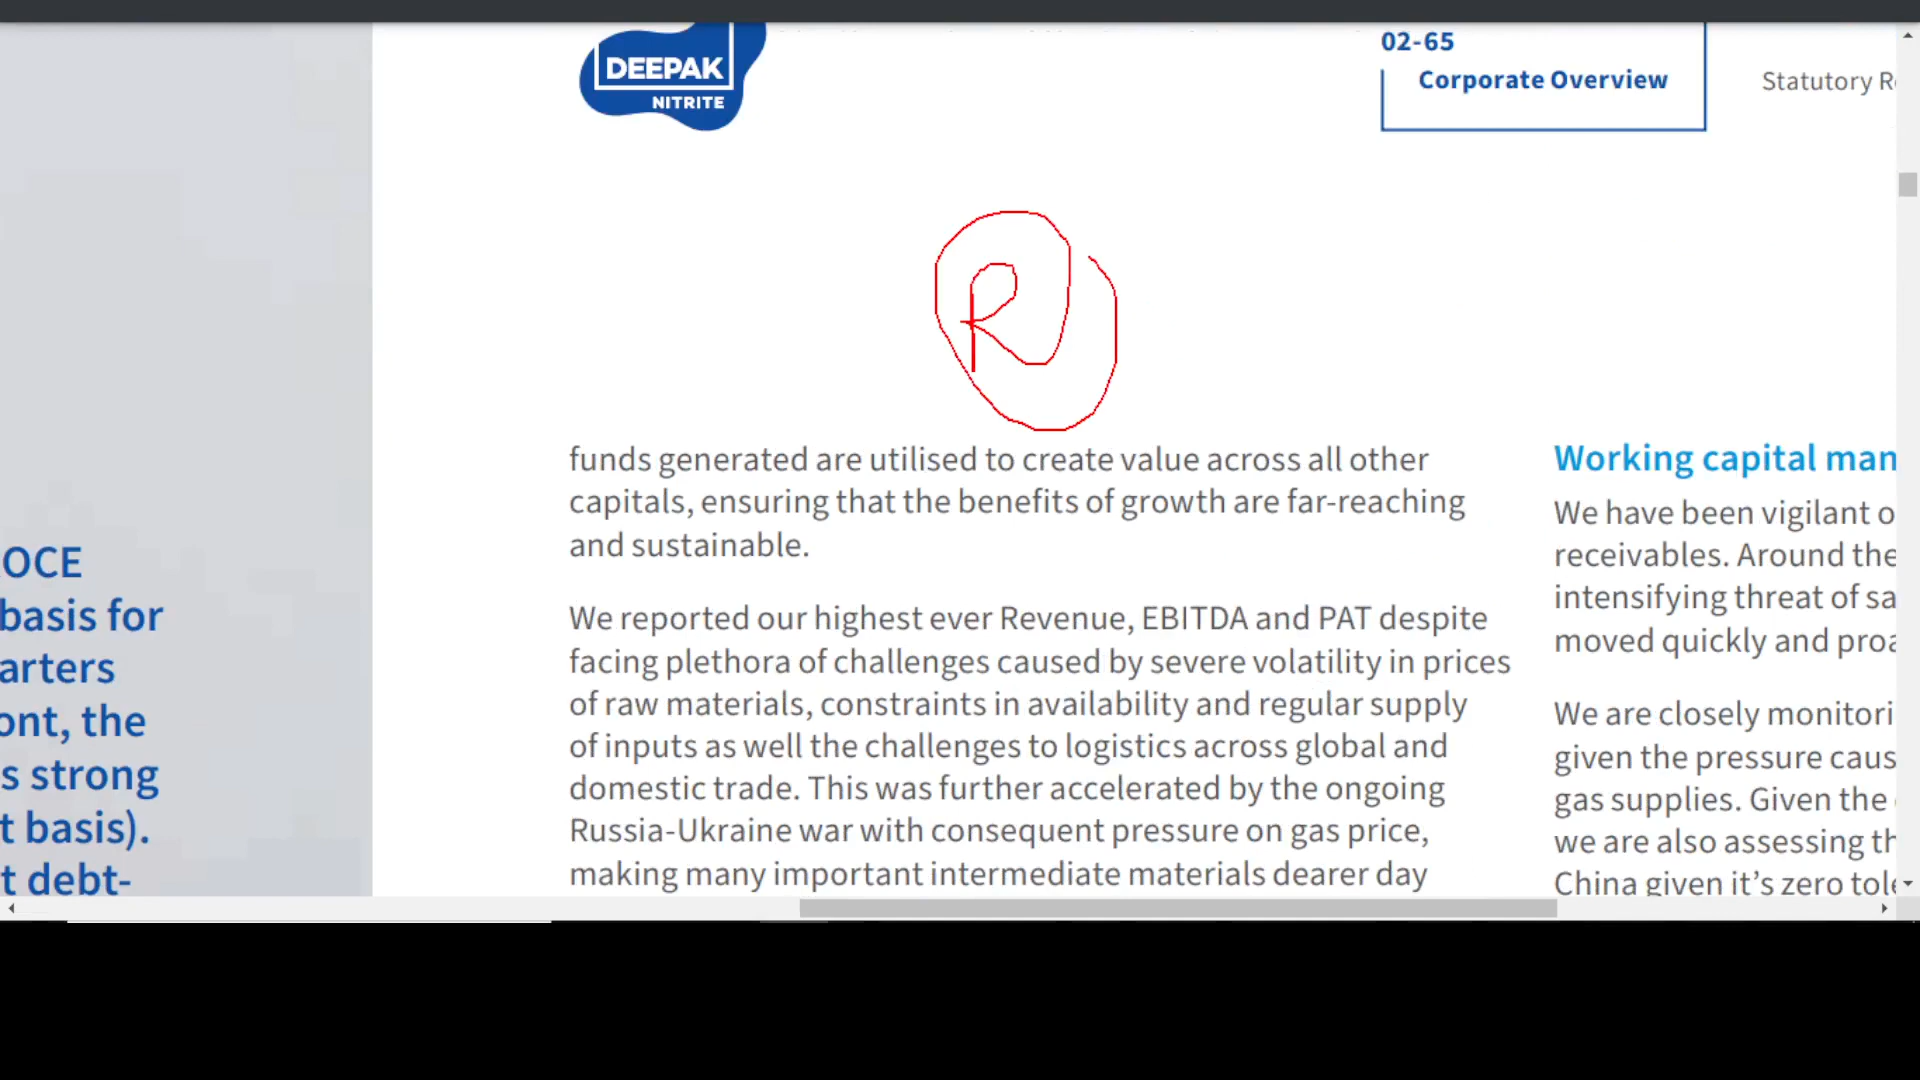 DEEPAK
NITRITE
02-65
Corporate Overview
Statutory
R
OCE
basis for
arters
ont, the
s strong
t basis).
t debt-
funds generated are utilised to create value across all other
capitals, ensuring that the benefits of growth are far-reaching
and sustainable.
We reported our highest ever Revenue, EBITDA and PAT despite
facing plethora of challenges caused by severe volatility in prices
of raw materials, constraints in availability and regular supply
of inputs as well the challenges to logistics across global and
domestic trade. This was further accelerated by the ongoing
Russia-Ukraine war with consequent pressure on gas price,
making many important intermediate materials dearer day
Working capital man
We have been vigilant o
receivables. Around the
intensifying threat of sa
moved quickly and proa
We are closely monitori
given the pressure caus
gas supplies. Given the
we are also assessing th
China given it's zero tole